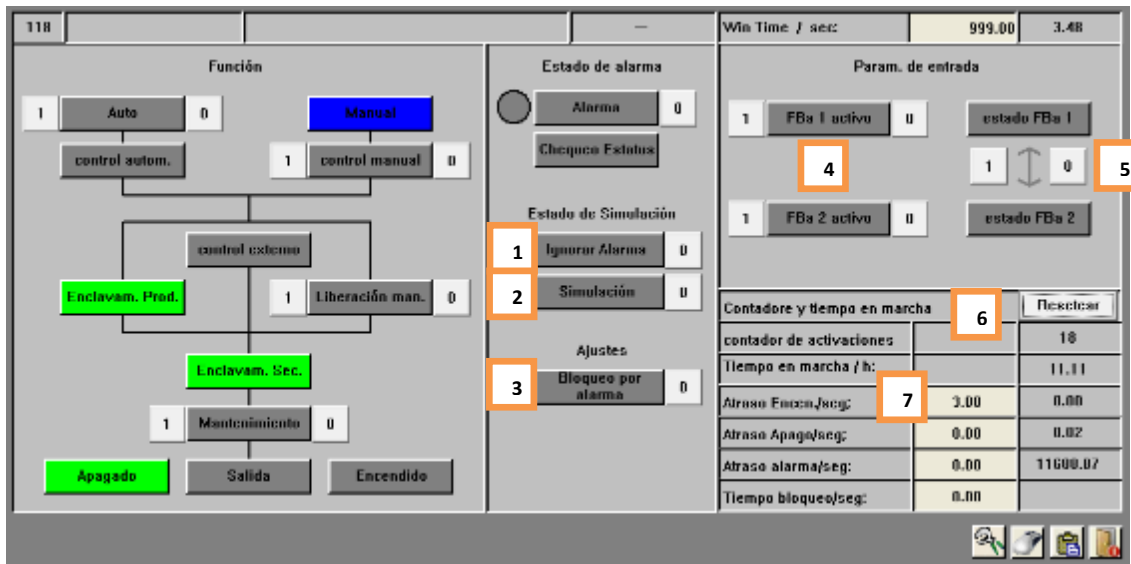 118 — Win Time / sec: 999.00 3.48
Función
1 Auto 0 Manual
control autom. 1 control manual 0
control externo
Enclavam. Prod. 1 Liberación man. 0
Enclavam. Sec.
1 Mantenimiento 0
Apagado Salida Encendido
Estado de alarma
Alarma 0
Chequeo Estatus
Estado de Simulación
1 Ignorar Alarma 0
2 Simulación 0
Ajustes
3 Bloqueo por alarma 0
Param. de entrada
1 FBa 1 activo 0 estado FBa 1
4 1 0 5
1 FBa 2 activo 0 estado FBa 2
Contadore y tiempo en marcha 6 Resetear
contador de activaciones 18
Tiempo en marcha / h: 11.11
Atraso Encen./seg: 7 3.00 0.00
Atraso Apago/seg: 0.00 0.02
Atraso alarma/seg: 0.00 11600.07
Tiempo bloqueo/seg: 0.00